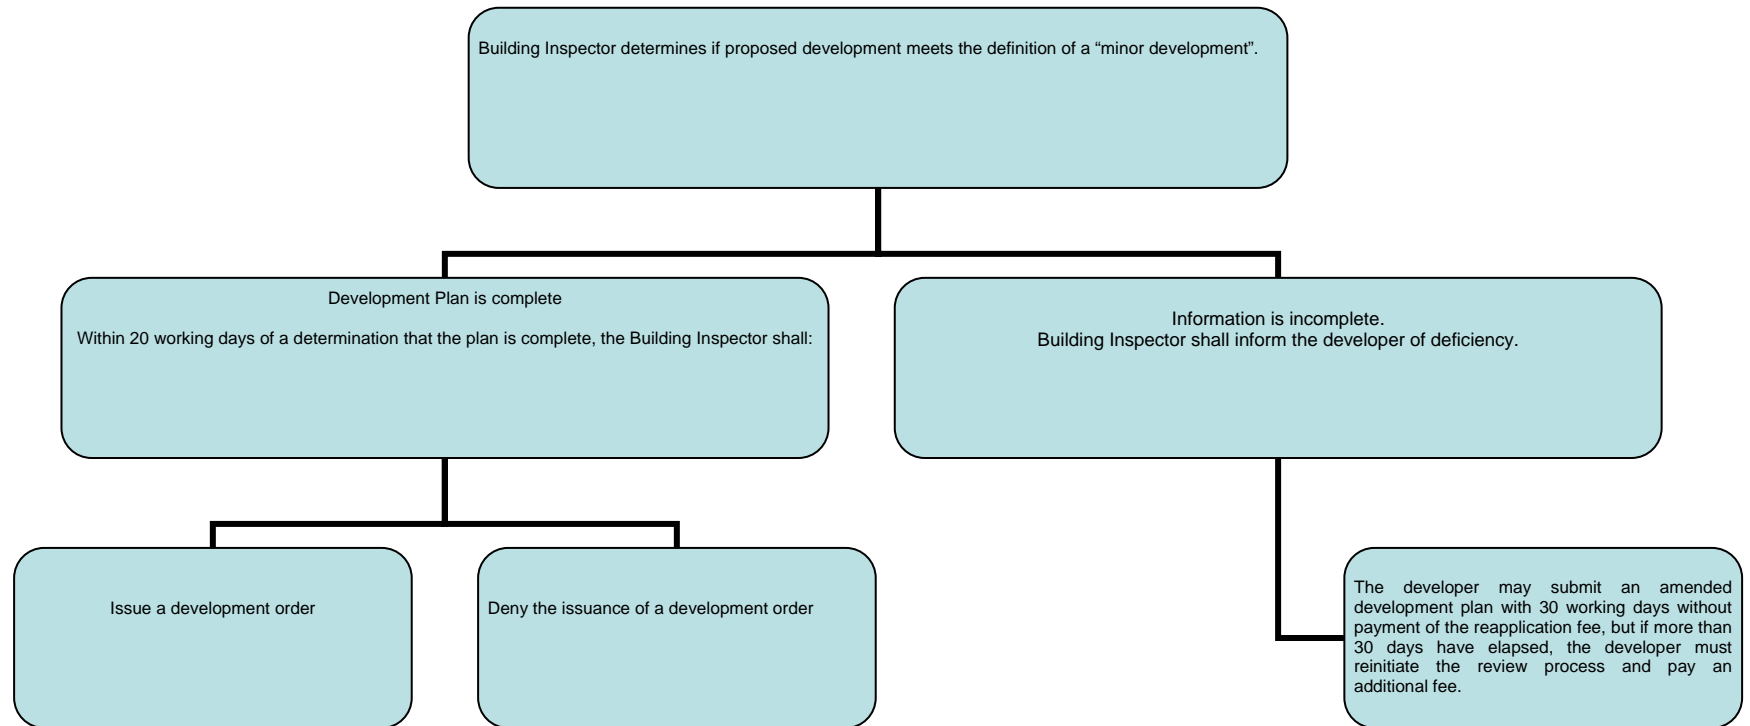 Building Inspector determines if proposed development meets the definition of a “minor development”.
Development Plan is complete
Within 20 working days of a determination that the plan is complete, the Building Inspector shall:
Information is incomplete.
Building Inspector shall inform the developer of deficiency.
Issue a development order
Deny the issuance of a development order
The developer may submit an amended
development plan with 30 working days without
payment of the reapplication fee, but if more than
30 days have elapsed, the developer must
reinitiate the review process and pay an
additional fee.